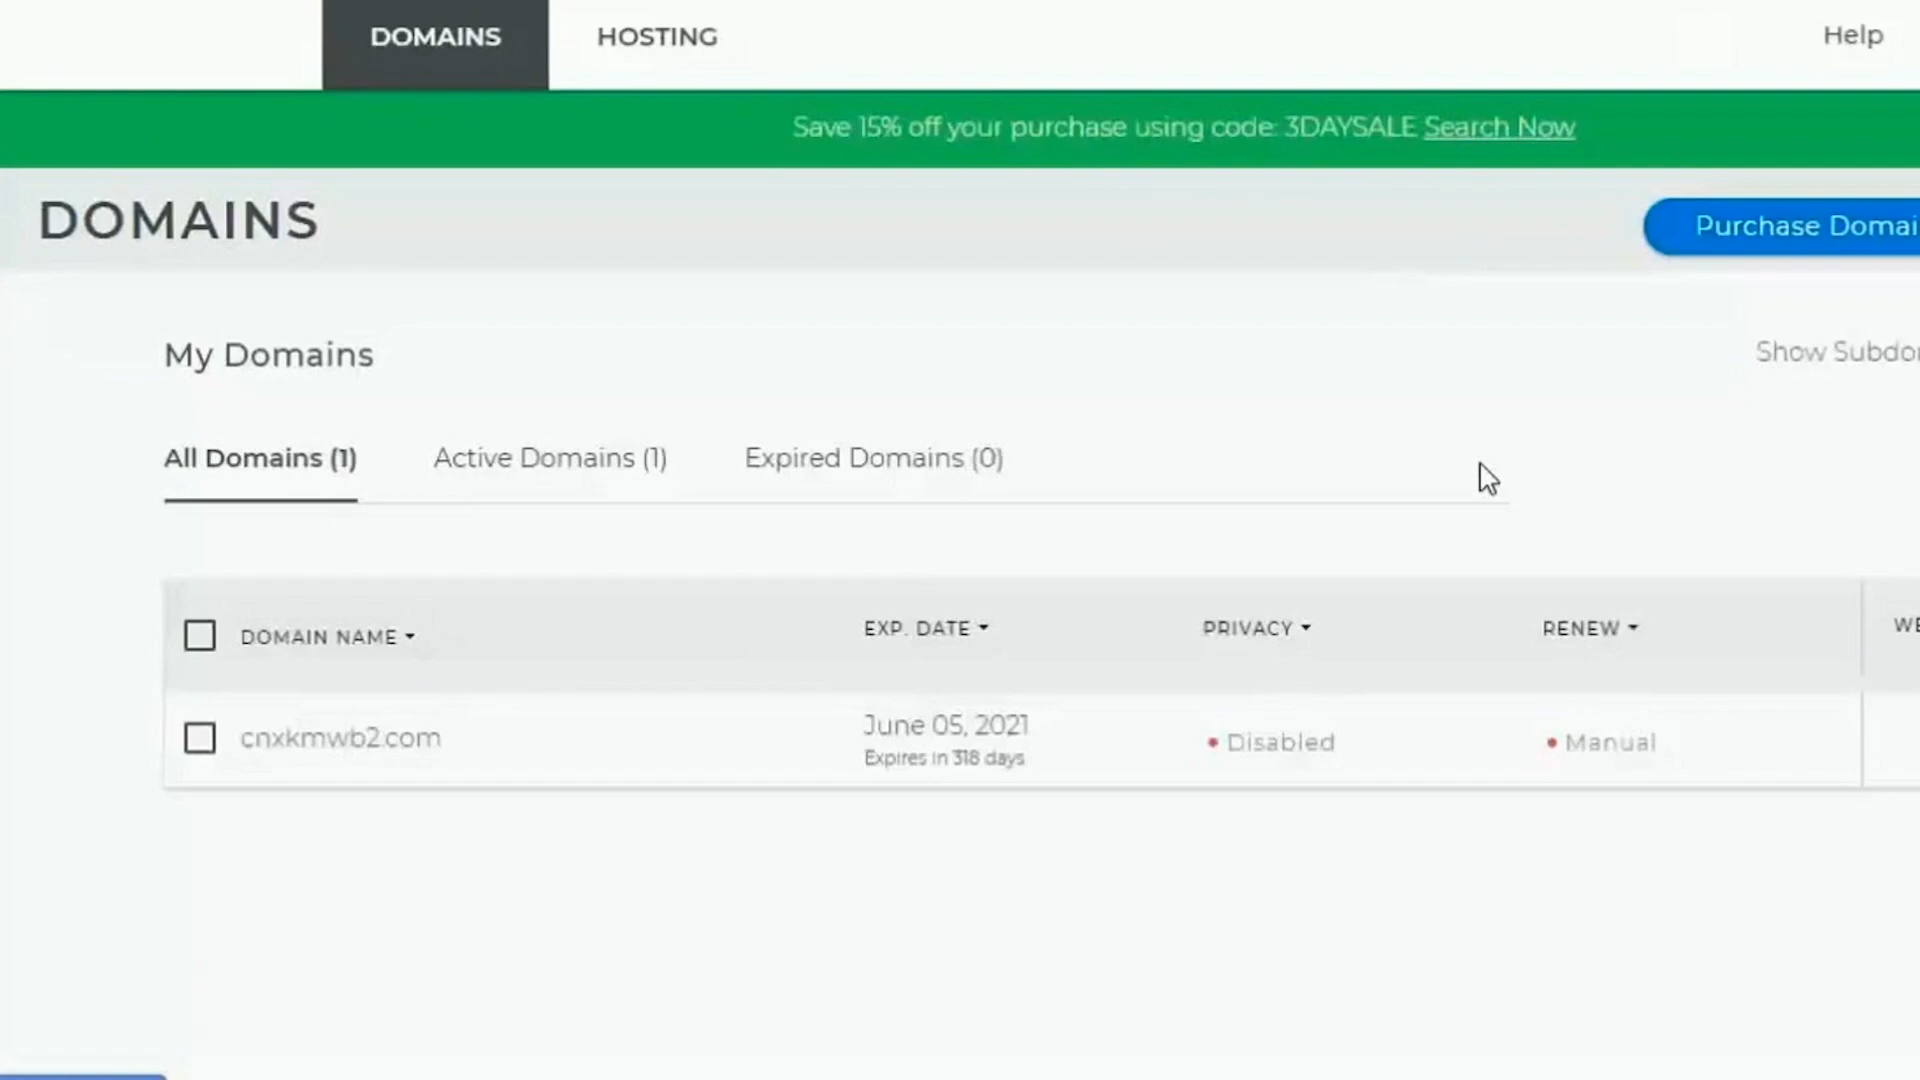 DOMAINS HOSTING Help
Save 15% off your purchase using code: 3DAYSALE Search Now
DOMAINS
Purchase Domai
My Domains
Show Subdo
All Domains (1) Active Domains (1) Expired Domains (0)
DOMAIN NAME EXP. DATE PRIVACY RENEW WE
cnxkmwb2.com June 05, 2021 Disabled Manual
Expires in 318 days